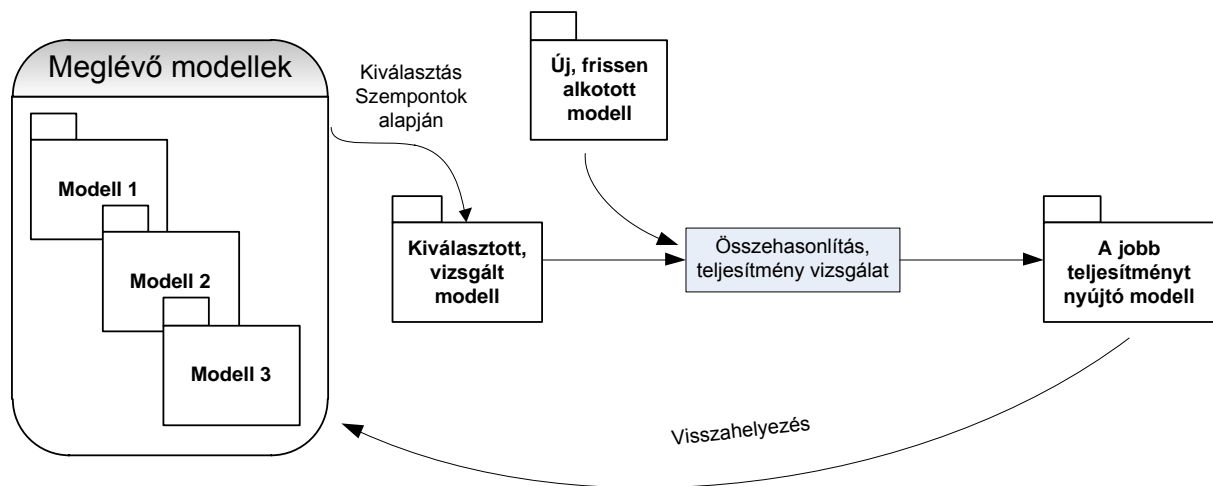 Meglévő modellek
Modell 1
Modell 2
Modell 3
Kiválasztás
Szempontok
alapján
Kiválasztott,
vizsgált
modell
Új, frissen
alkotott
modell
Összehasonlítás,
teljesítmény vizsgálat
A jobb
teljesítményt
nyújtó modell
Visszahelyezés